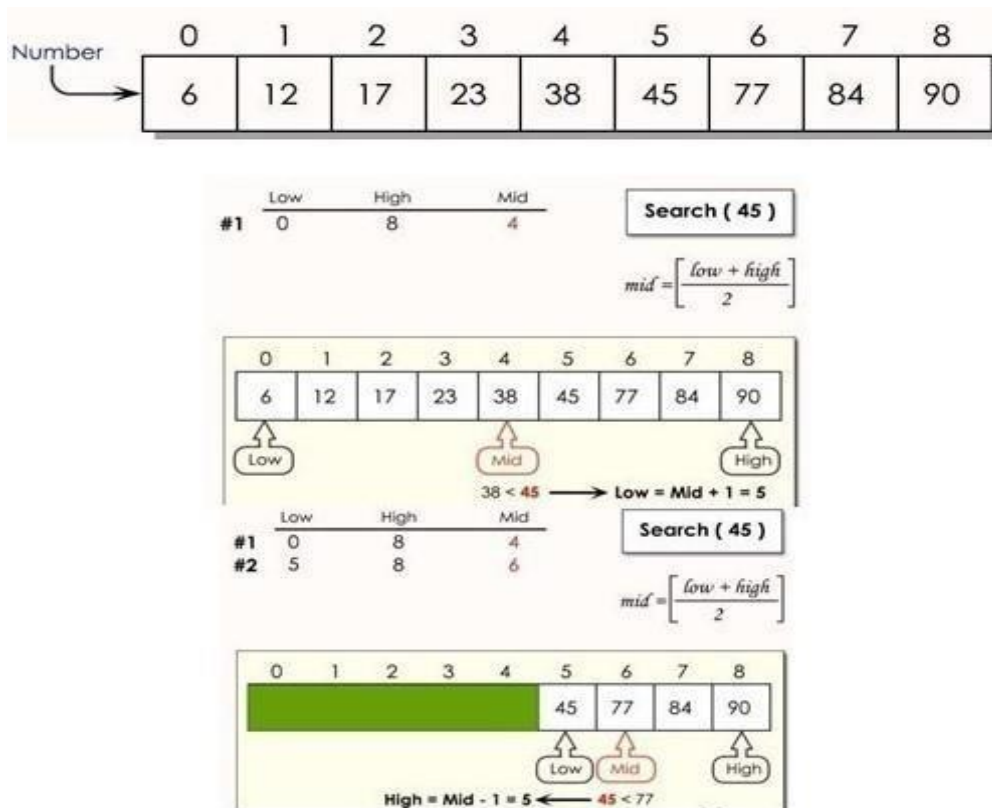 0 1 2 3 4 5 6 7 8
Number
6 12 17 23 38 45 77 84 90
Low High Mid
#1 0 8 4
Search ( 45 )
mid = [ low + high / 2 ]
0 1 2 3 4 5 6 7 8
6 12 17 23 38 45 77 84 90
Low Mid High
38 < 45 → Low = Mid + 1 = 5
Low High Mid
#1 0 8 4
#2 5 8 6
Search ( 45 )
mid = [ low + high / 2 ]
0 1 2 3 4 5 6 7 8
45 77 84 90
Low Mid High
High = Mid - 1 = 5 ← 45 < 77